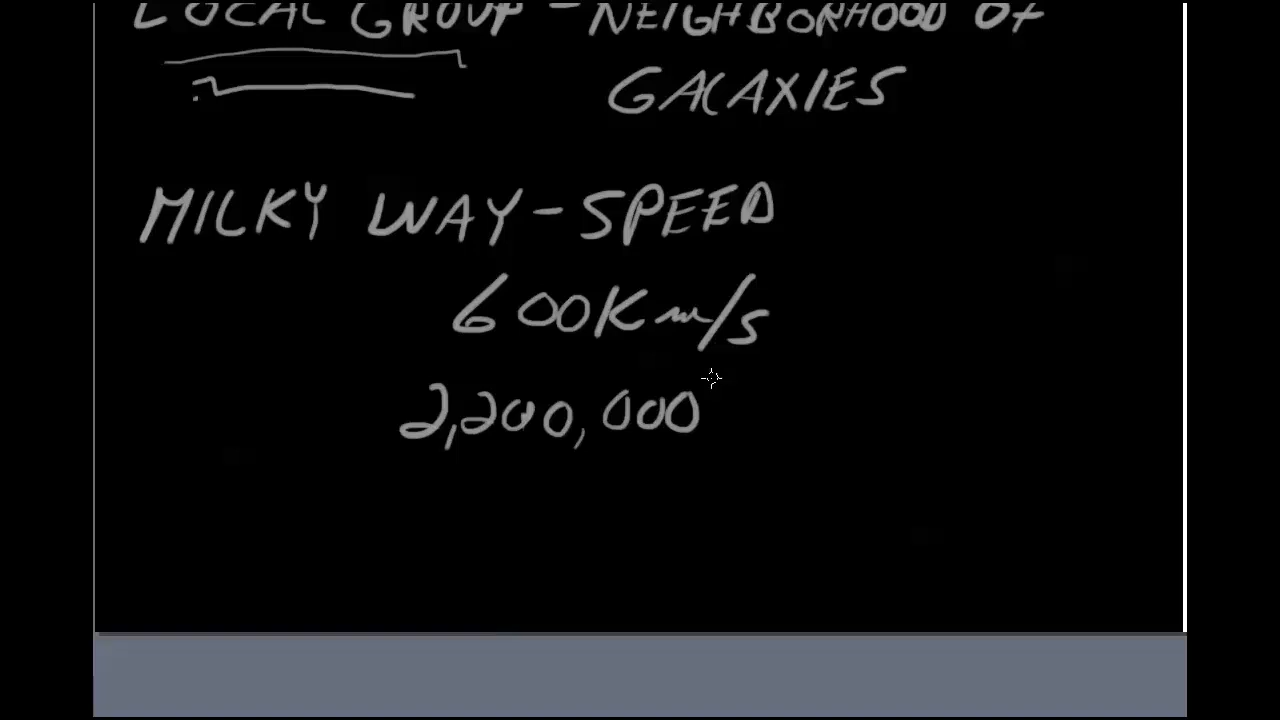 LOCAL GROUP - NEIGHBORHOOD OF
GALAXIES
MILKY WAY - SPEED
600Km/s
2,200,000